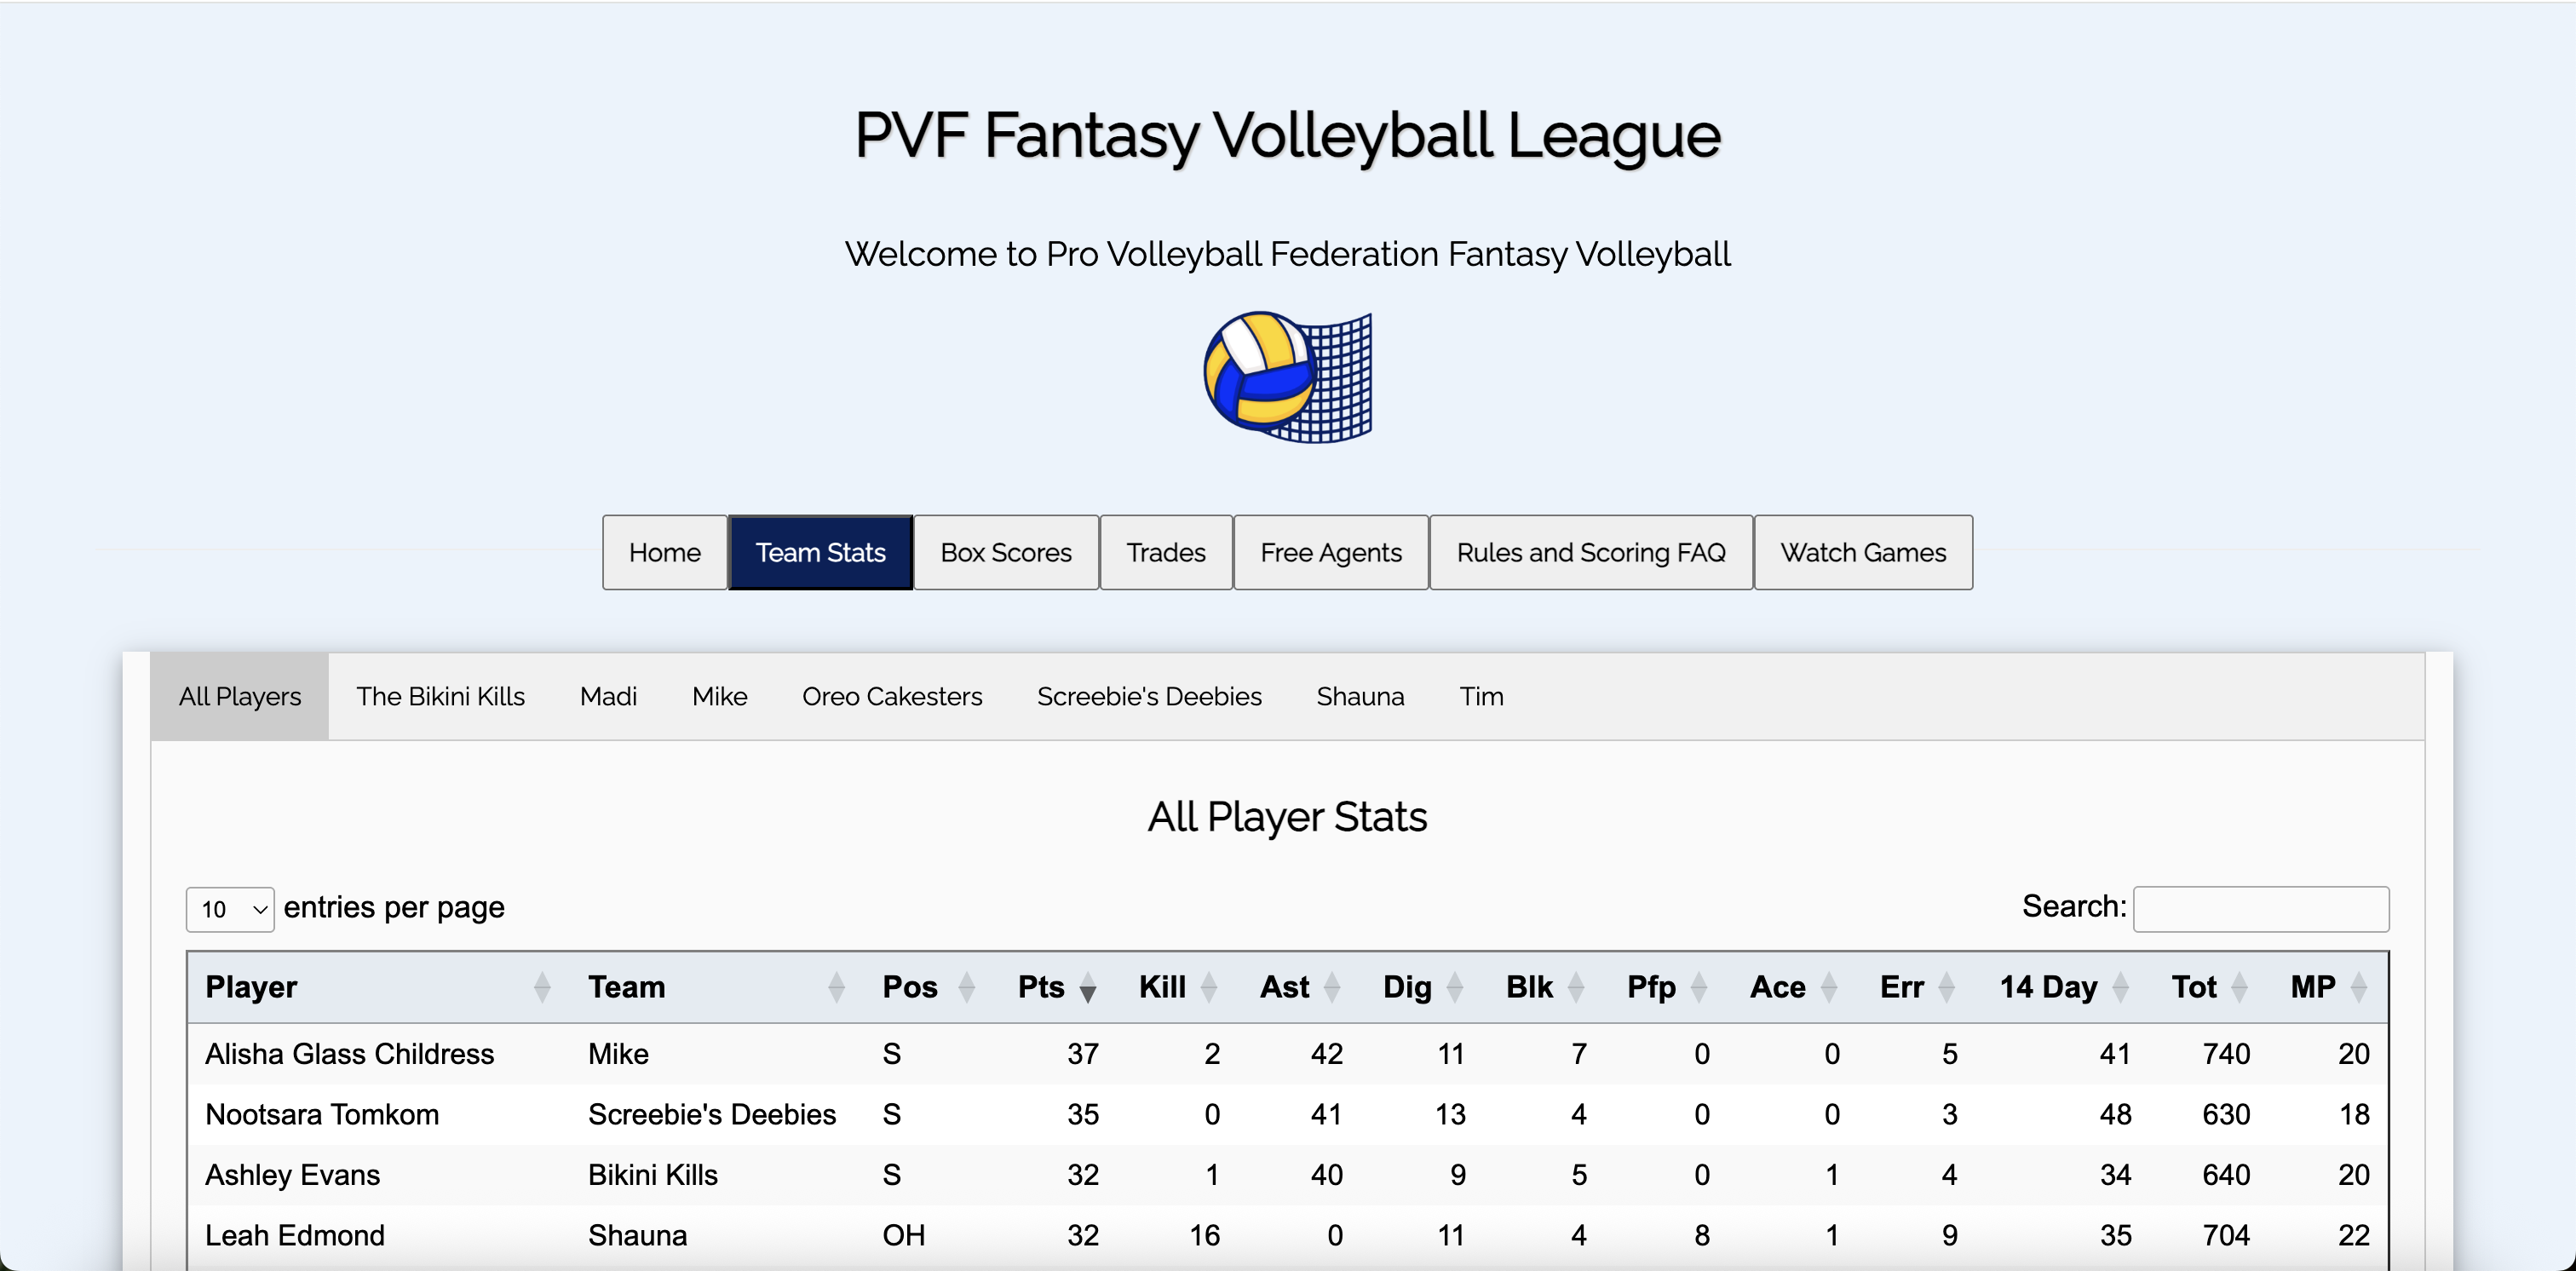 PVF Fantasy Volleyball League
Welcome to Pro Volleyball Federation Fantasy Volleyball
Home Team Stats Box Scores Trades Free Agents Rules and Scoring FAQ Watch Games
All Players The Bikini Kills Madi Mike Oreo Cakesters Screebie's Deebies Shauna Tim
All Player Stats
10 entries per page Search:
Player Team Pos Pts Kill Ast Dig Blk Pfp Ace Err 14 Day Tot MP
Alisha Glass Childress Mike S 37 2 42 11 7 0 0 5 41 740 20
Nootsara Tomkom Screebie's Deebies S 35 0 41 13 4 0 0 3 48 630 18
Ashley Evans Bikini Kills S 32 1 40 9 5 0 1 4 34 640 20
Leah Edmond Shauna OH 32 16 0 11 4 8 1 9 35 704 22